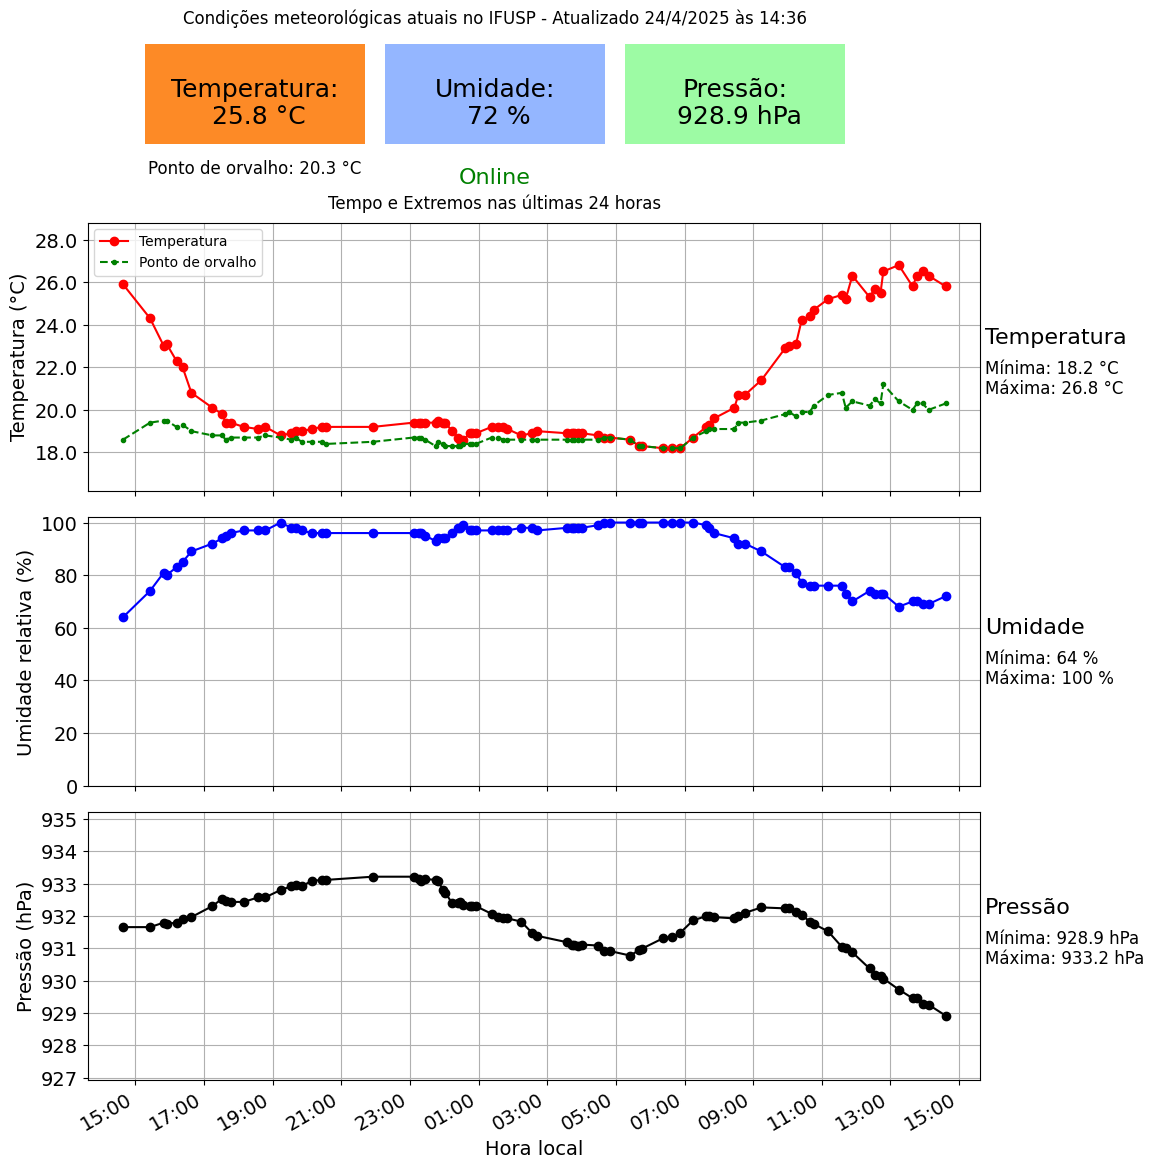 Condições meteorológicas atuais no IFUSP - Atualizado 24/4/2025 às 14:36
Temperatura:
25.8 °C
Umidade:
72 %
Pressão:
928.9 hPa
Ponto de orvalho: 20.3 °C
Online
Tempo e Extremos nas últimas 24 horas
Temperatura
Ponto de orvalho
Temperatura (°C)
28.0
26.0
24.0
22.0
20.0
18.0
Temperatura
Mínima: 18.2 °C
Máxima: 26.8 °C
Umidade relativa (%)
100
80
60
40
20
0
Umidade
Mínima: 64 %
Máxima: 100 %
Pressão (hPa)
935
934
933
932
931
930
929
928
927
Pressão
Mínima: 928.9 hPa
Máxima: 933.2 hPa
15:00 17:00 19:00 21:00 23:00 01:00 03:00 05:00 07:00 09:00 11:00 13:00 15:00
Hora local